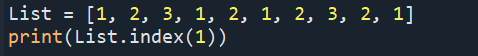 List = [1, 2, 3, 1, 2, 1, 2, 3, 2, 1]
print(List.index(1))